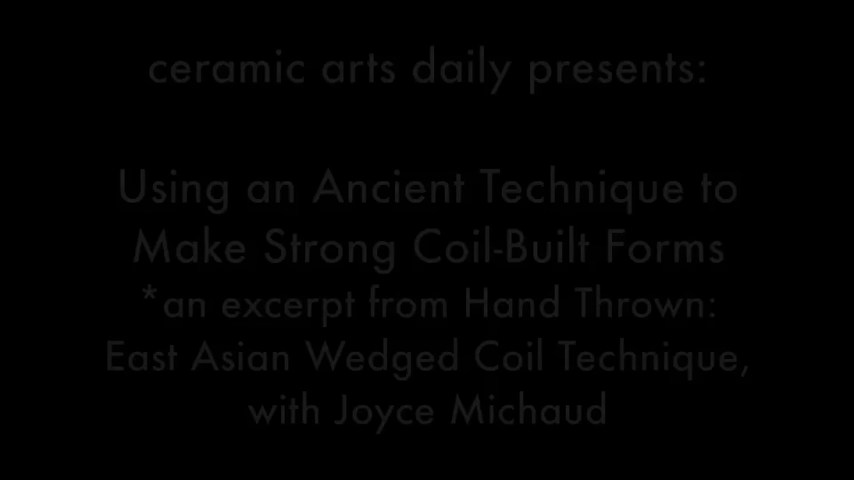 ceramic arts daily presents:
Using an Ancient Technique to
Make Strong Coil-Built Forms
*an excerpt from Hand Thrown:
East Asian Wedged Coil Technique,
with Joyce Michaud